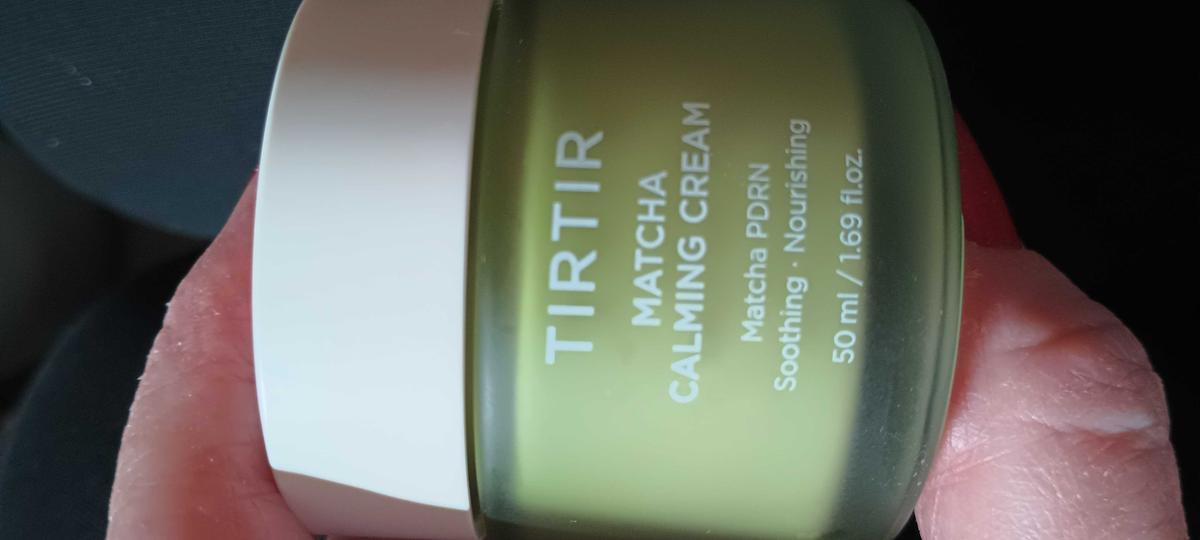 TIRTIR
MATCHA
CALMING CREAM
Matcha PDRN
Soothing · Nourishing
50 ml / 1.69 fl.oz.